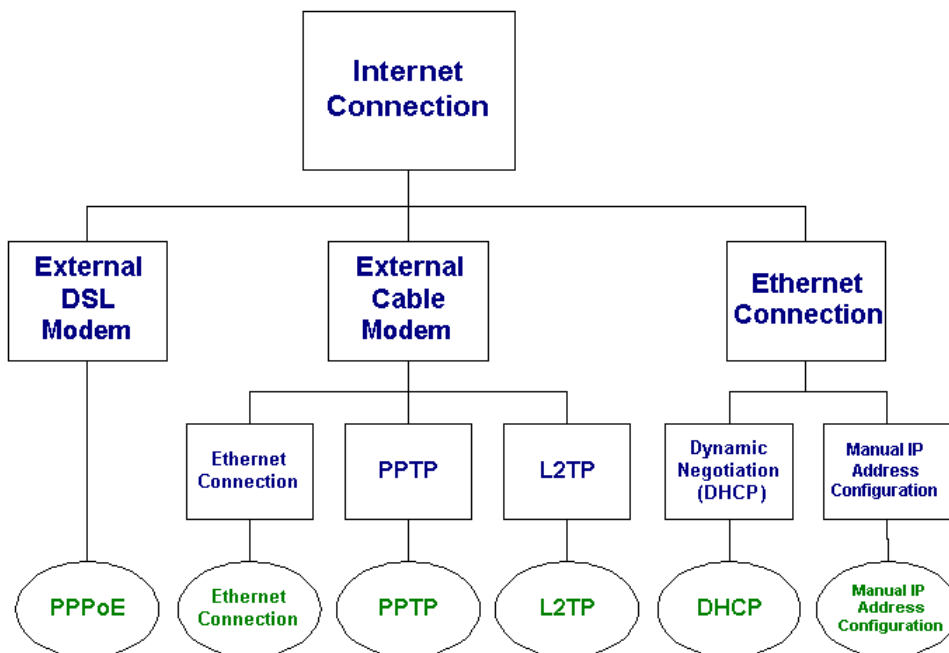 Internet
Connection
External
DSL
Modem
External
Cable
Modem
Ethernet
Connection
Ethernet
Connection
PPTP
L2TP
Dynamic
Negotiation
(DHCP)
Manual IP
Address
Configuration
PPPoE
Ethernet
Connection
PPTP
L2TP
DHCP
Manual IP
Address
Configuration